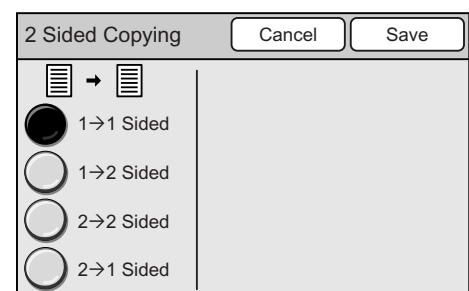 2 Sided Copying Cancel Save
1→1 Sided
1→2 Sided
2→2 Sided
2→1 Sided